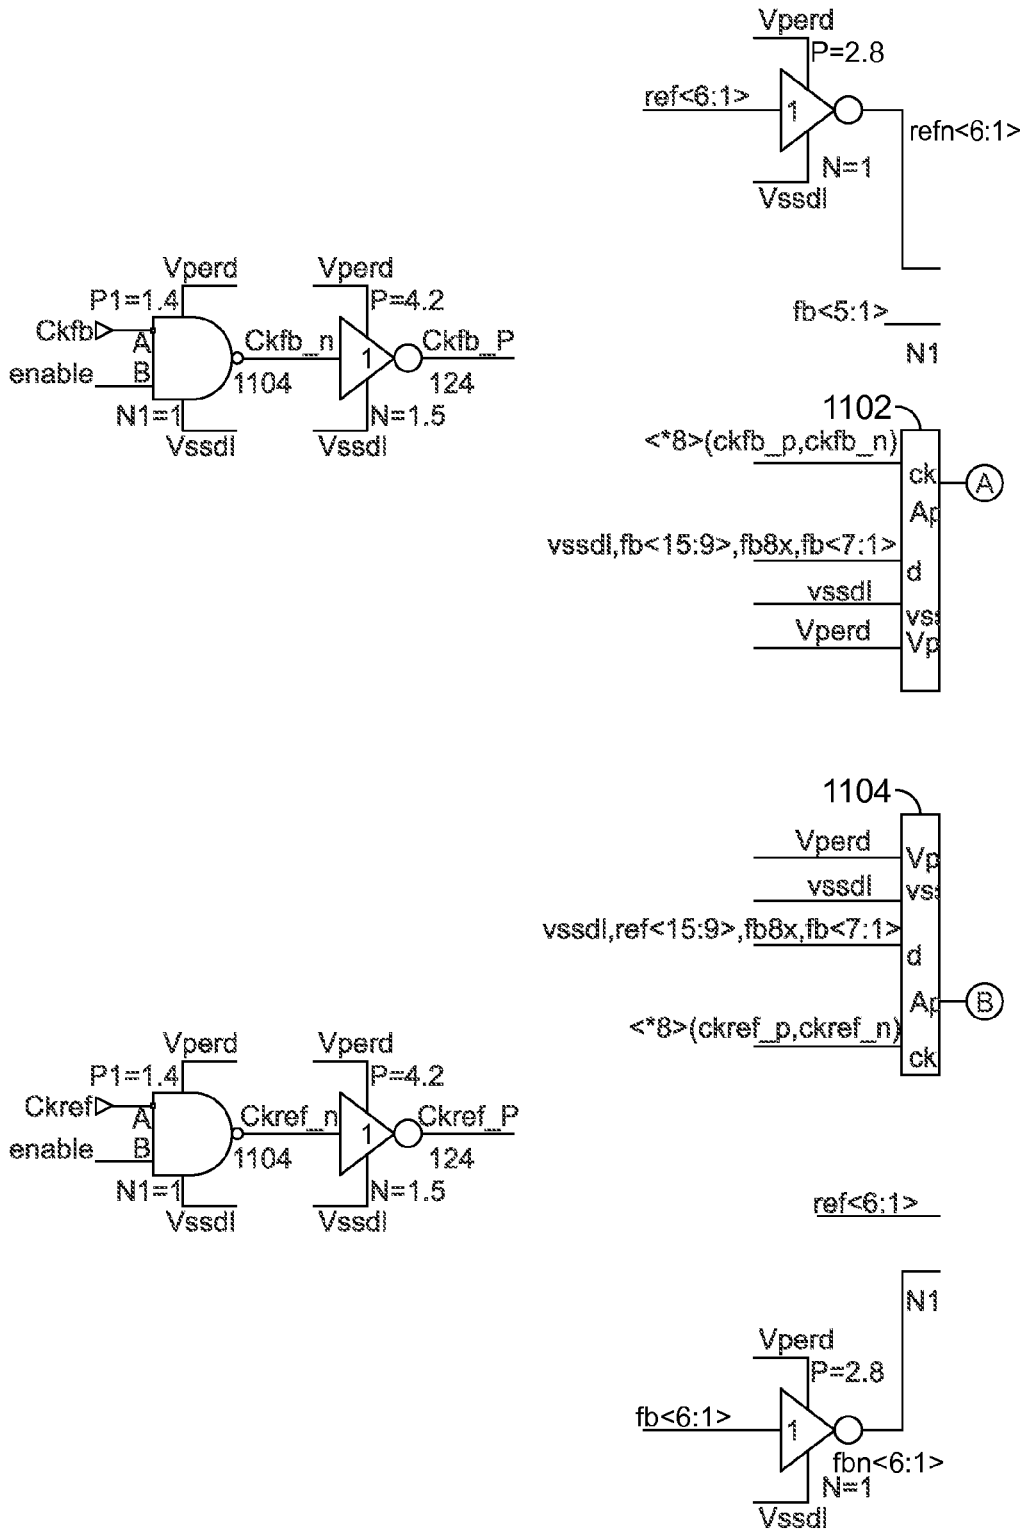 Vperd
P=2.8
ref<6:1>
1
refn<6:1>
N=1
Vssdl
Vperd
Vperd
P1=1.4
P=4.2
fb<5:1>
Ckfb
A
Ckfb_n
1
Ckfb_P
N1
enable
B
1104
124
N1=1
N=1.5
Vssdl
Vssdl
1102
<*8>(ckfb_p,ckfb_n)
ck
A
Ap
vssdl,fb<15:9>,fb8x,fb<7:1>
d
vssdl
vss
Vperd
Vp
1104
Vperd
Vp
vssdl
vss
vssdl,ref<15:9>,fb8x,fb<7:1>
d
Ap
B
<*8>(ckref_p,ckref_n)
ck
Vperd
Vperd
P1=1.4
P=4.2
Ckref
A
Ckref_n
1
Ckref_P
enable
B
1104
124
N1=1
N=1.5
Vssdl
Vssdl
ref<6:1>
N1
Vperd
P=2.8
fb<6:1>
1
fbn<6:1>
N=1
Vssdl